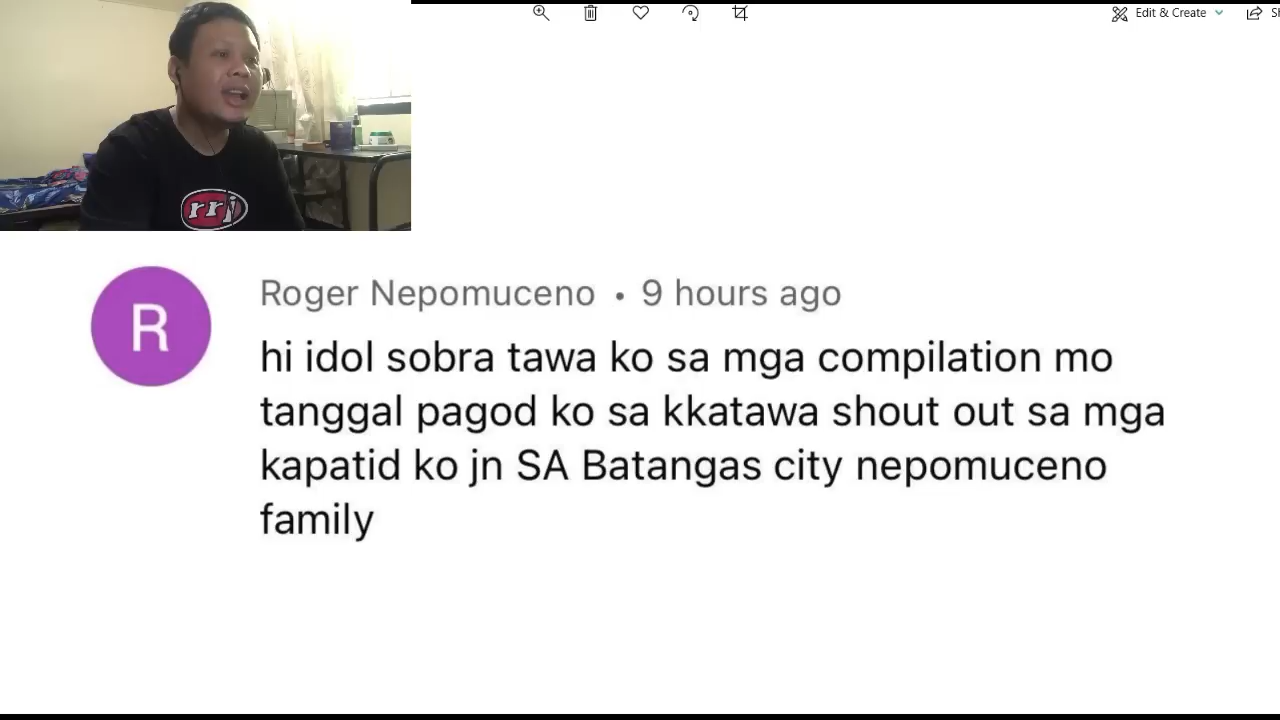 Edit & Create
rrj
Roger Nepomuceno • 9 hours ago
R
hi idol sobra tawa ko sa mga compilation mo
tanggal pagod ko sa kkatawa shout out sa mga
kapatid ko jn SA Batangas city nepomuceno
family